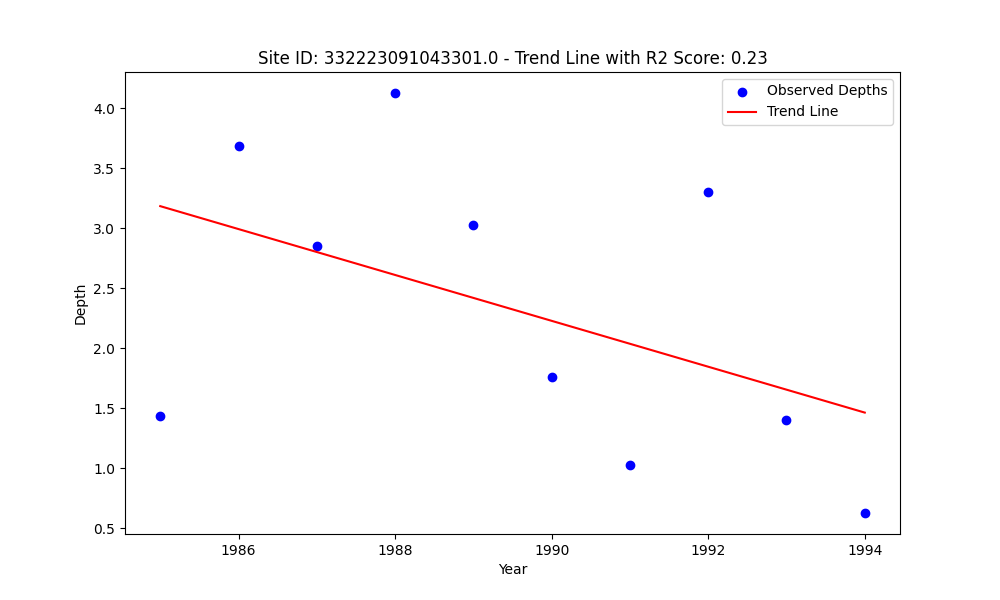 Site ID: 332223091043301.0 - Trend Line with R2 Score: 0.23
Observed Depths
Trend Line
4.0
3.5
3.0
2.5
2.0
1.5
1.0
0.5
Depth
1986
1988
1990
1992
1994
Year